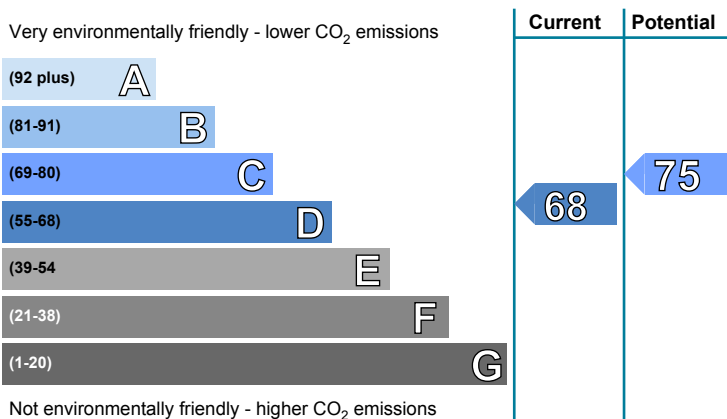 Current Potential
Very environmentally friendly - lower CO2 emissions
(92 plus) A
(81-91) B
(69-80) C
75
(55-68) D
68
(39-54 E
(21-38) F
(1-20) G
Not environmentally friendly - higher CO2 emissions